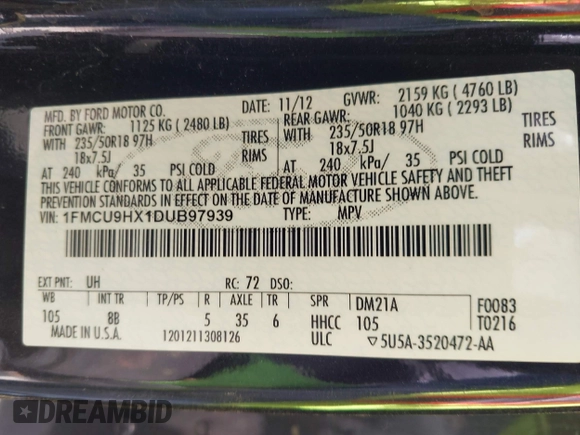 MFD. BY FORD MOTOR CO.
DATE: 11/12 GVWR: 2159 KG ( 4760 LB)
FRONT GAWR: 1125 KG ( 2480 LB) REAR GAWR: 1040 KG ( 2293 LB)
WITH 235/50R18 97H TIRES WITH 235/50R18 97H TIRES
18x7.5J RIMS 18x7.5J RIMS
AT 240 kPa/ 35 PSI COLD AT 240 kPa/ 35 PSI COLD
THIS VEHICLE CONFORMS TO ALL APPLICABLE FEDERAL MOTOR VEHICLE SAFETY AND THEFT
PREVENTION STANDARDS IN EFFECT ON THE DATE OF MANUFACTURE SHOWN ABOVE.
VIN: 1FMCU9HX1DUB97939 TYPE: MPV
EXT PNT: UH RC: 72 DSO:
WB INT TR TP/PS R AXLE TR SPR DM21A F0083
105 8B 5 35 6 HHCC 105 T0216
MADE IN U.S.A. 1201211308126 ULC ▽5U5A-3520472-AA
DREAMBID